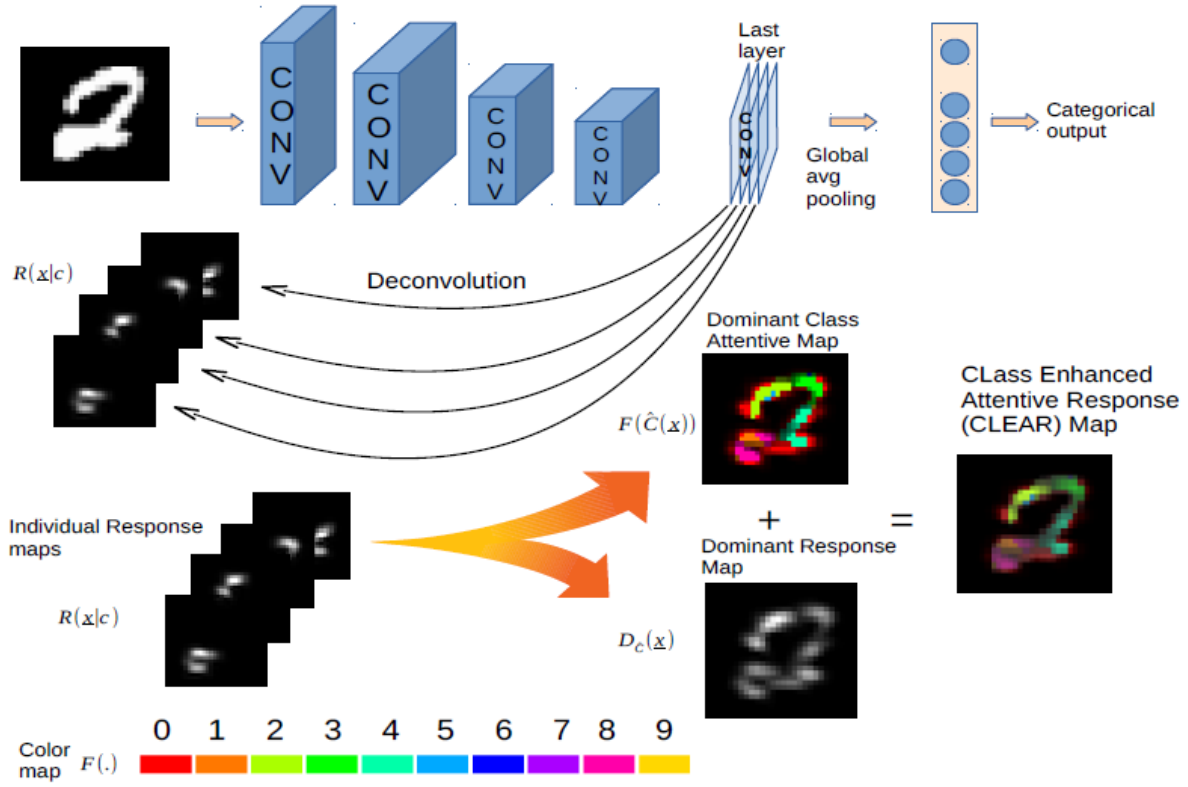 CONV
CONV
CONV
CONV
Last
layer
CONV
Global
avg
pooling
Categorical
output
R(x|c)
Deconvolution
Dominant Class
Attentive Map
F(Ĉ(x))
CLass Enhanced
Attentive Response
(CLEAR) Map
Individual Response
maps
R(x|c)
+
=
Dominant Response
Map
D_Ĉ(x)
0 1 2 3 4 5 6 7 8 9
Color
map F(.)